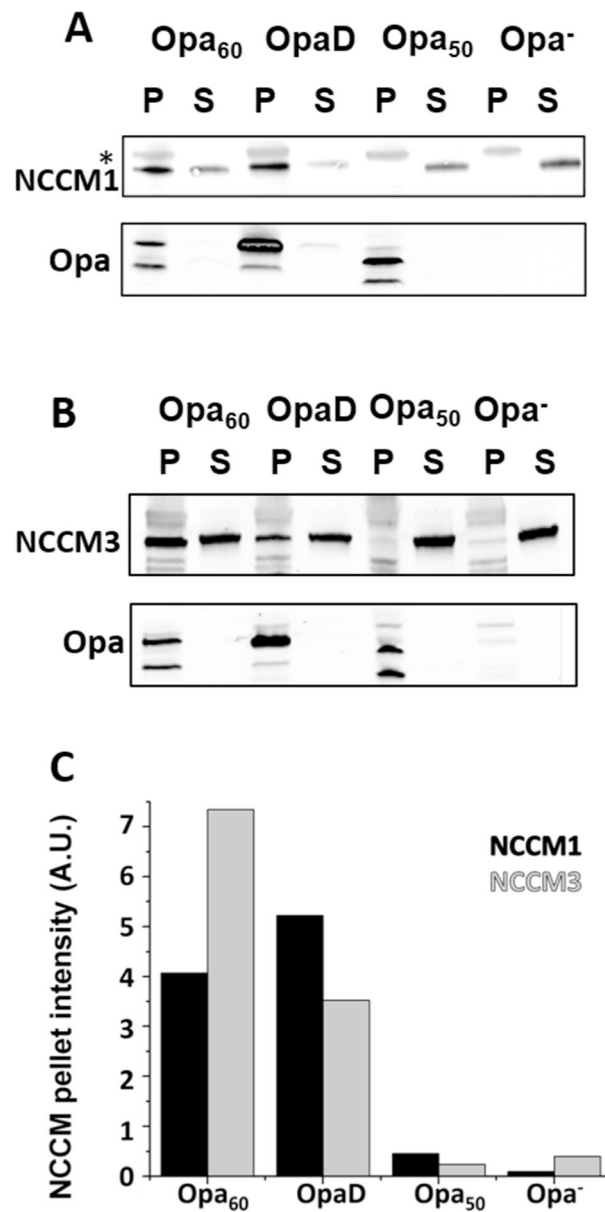 A
Opa₆₀ OpaD Opa₅₀ Opa⁻
P S P S P S P S
*
NCCM1
Opa
B
Opa₆₀ OpaD Opa₅₀ Opa⁻
P S P S P S P S
NCCM3
Opa
C
NCCM pellet intensity (A.U.)
7
6
5
4
3
2
1
0
NCCM1
NCCM3
Opa₆₀ OpaD Opa₅₀ Opa⁻